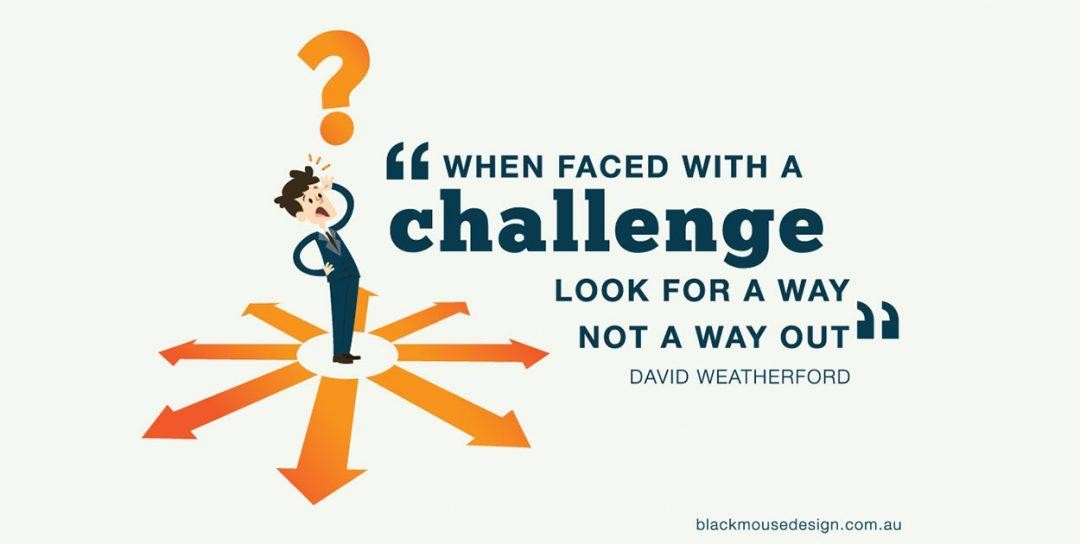 ?
“ WHEN FACED WITH A
challenge
LOOK FOR A WAY
NOT A WAY OUT ”
DAVID WEATHERFORD
blackmousedesign.com.au